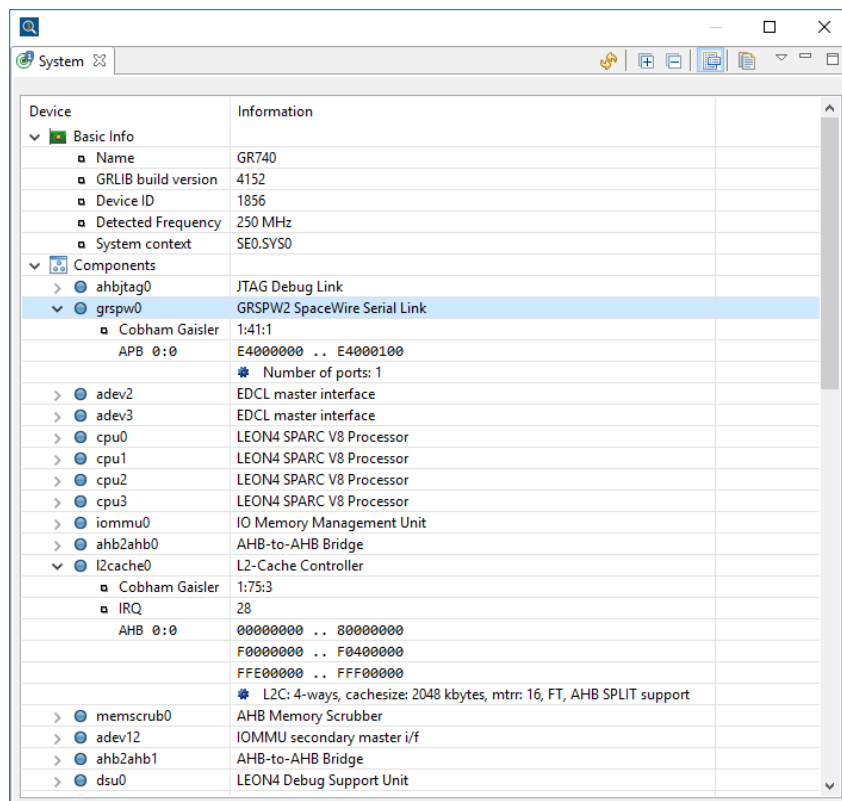 System
Device Information
Basic Info
Name GR740
GRLIB build version 4152
Device ID 1856
Detected Frequency 250 MHz
System context SE0.SYS0
Components
ahbjtag0 JTAG Debug Link
grspw0 GRSPW2 SpaceWire Serial Link
Cobham Gaisler 1:41:1
APB 0:0 E4000000 .. E4000100
Number of ports: 1
adev2 EDCL master interface
adev3 EDCL master interface
cpu0 LEON4 SPARC V8 Processor
cpu1 LEON4 SPARC V8 Processor
cpu2 LEON4 SPARC V8 Processor
cpu3 LEON4 SPARC V8 Processor
iommu0 IO Memory Management Unit
ahb2ahb0 AHB-to-AHB Bridge
l2cache0 L2-Cache Controller
Cobham Gaisler 1:75:3
IRQ 28
AHB 0:0 00000000 .. 80000000
F0000000 .. F0400000
FFE00000 .. FFF00000
L2C: 4-ways, cachesize: 2048 kbytes, mtrr: 16, FT, AHB SPLIT support
memscrub0 AHB Memory Scrubber
adev12 IOMMU secondary master i/f
ahb2ahb1 AHB-to-AHB Bridge
dsu0 LEON4 Debug Support Unit